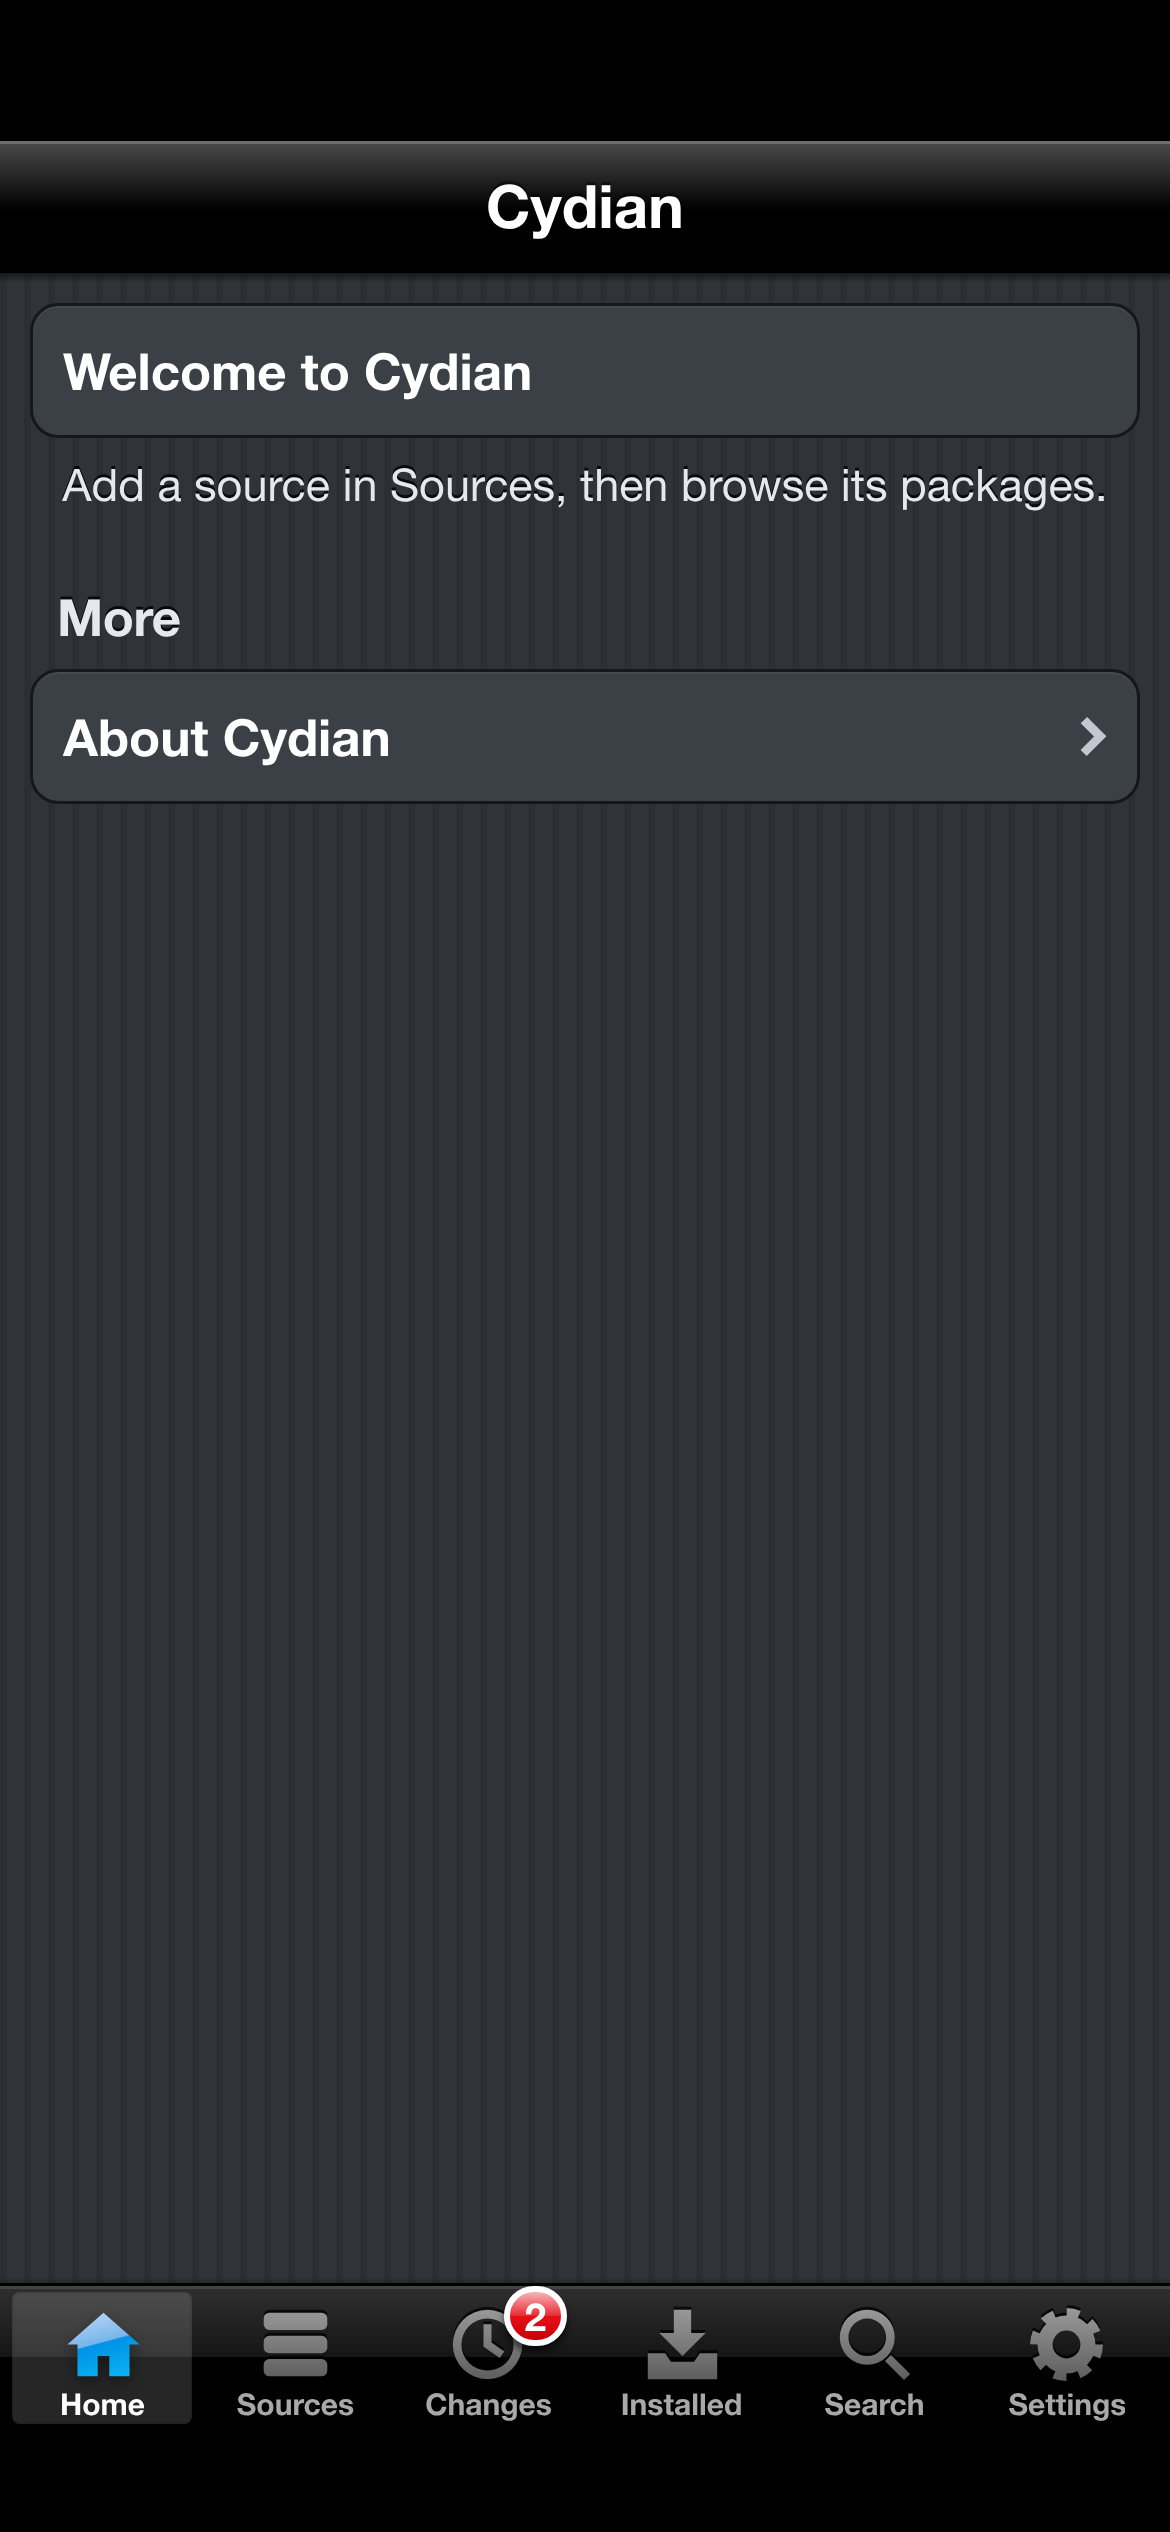 Cydian
Welcome to Cydian
Add a source in Sources, then browse its packages.
More
About Cydian
2
Home
Sources
Changes
Installed
Search
Settings